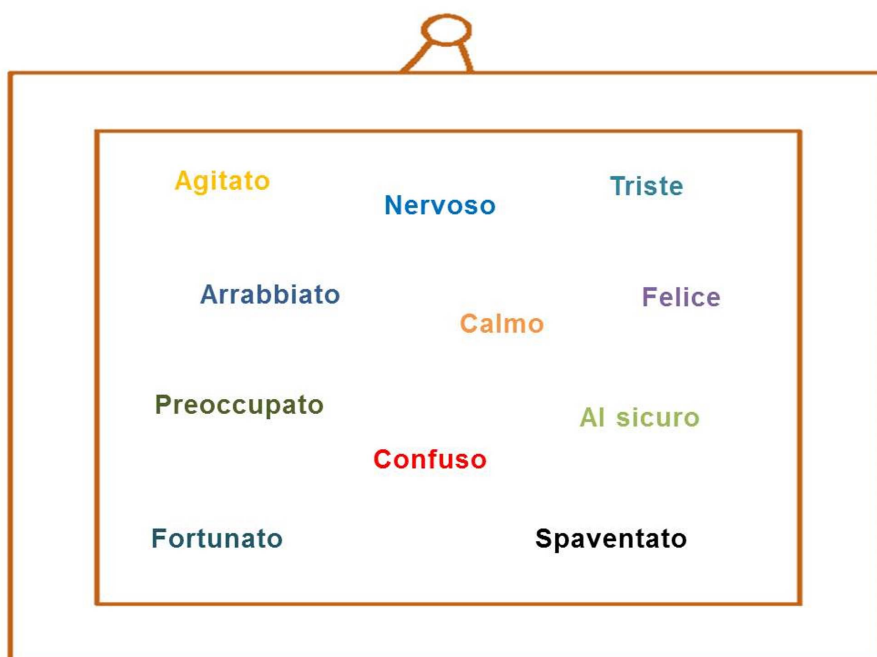 Agitato
Nervoso
Triste
Arrabbiato
Calmo
Felice
Preoccupato
Al sicuro
Confuso
Fortunato
Spaventato